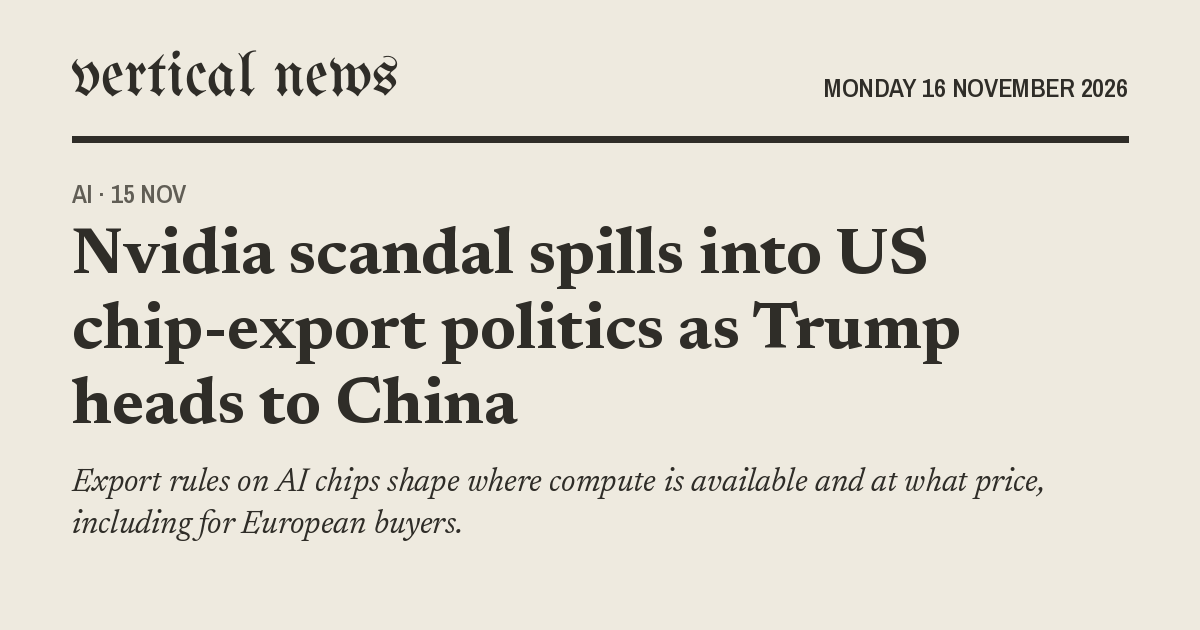 vertical news
MONDAY 16 NOVEMBER 2026
AI · 15 NOV
Nvidia scandal spills into US
chip-export politics as Trump
heads to China
Export rules on AI chips shape where compute is available and at what price,
including for European buyers.